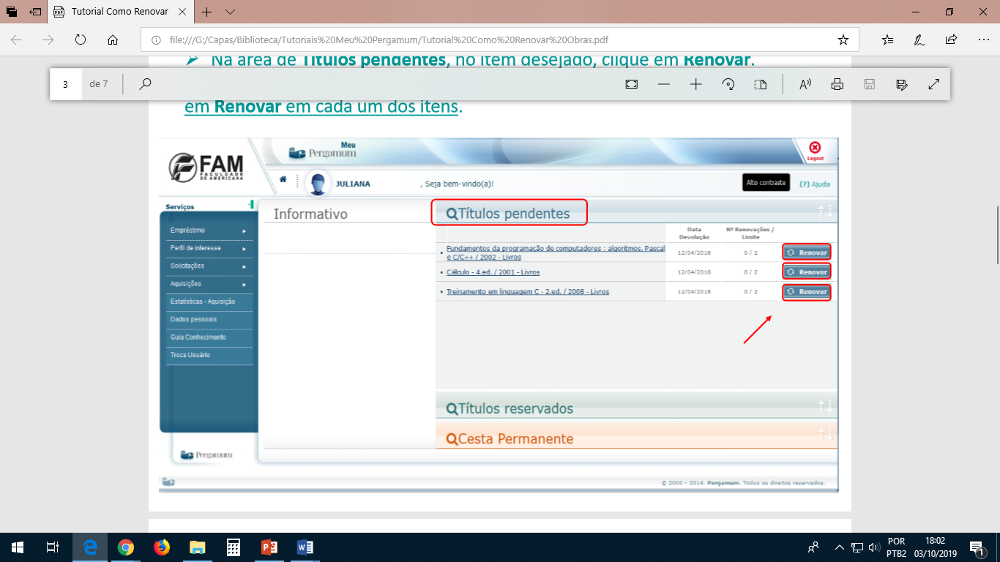 Tutorial Como Renovar
file:///G:/Capas/Biblioteca/Tutoriais%20Meu%20Pergamum/Tutorial%20Como%20Renovar%20Obras.pdf
➤ Na área de Títulos pendentes, no item desejado, clique em Renovar.
3 de 7
em Renovar em cada um dos itens.
FAM
FACULDADE
DE AMERICANA
Meu
Pergamum
Logout
JULIANA , Seja bem-vindo(a)!
Alto contraste
(?) Ajuda
Serviços
Empréstimo
Perfil de interesse
Solicitações
Aquisições
Estatísticas - Aquisição
Dados pessoais
Guia Conhecimento
Troca Usuário
Pergamum
Informativo
Títulos pendentes
Data Devolução
Nº Renovações / Limite
• Fundamentos da programação de computadores : algoritmos, Pascal
e C/C++ / 2002 - Livros
12/04/2018 0 / 2 Renovar
• Cálculo - 4.ed. / 2001 - Livros 12/04/2018 0 / 2 Renovar
• Treinamento em linguagem C - 2.ed. / 2008 - Livros 12/04/2018 0 / 2 Renovar
Títulos reservados
Cesta Permanente
© 2000 - 2014. Pergamum. Todos os direitos reservados.
POR
PTB2
18:02
03/10/2019
1